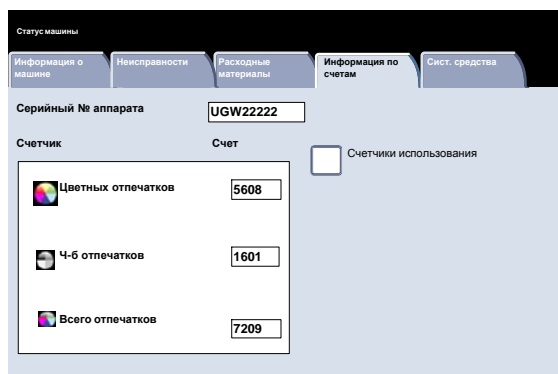 Статус машины
Информация о машине
Неисправности
Расходные материалы
Информация по счетам
Сист. средства
Серийный № аппарата UGW22222
Счетчик Счет
Счетчики использования
Цветных отпечатков 5608
Ч-б отпечатков 1601
Всего отпечатков 7209